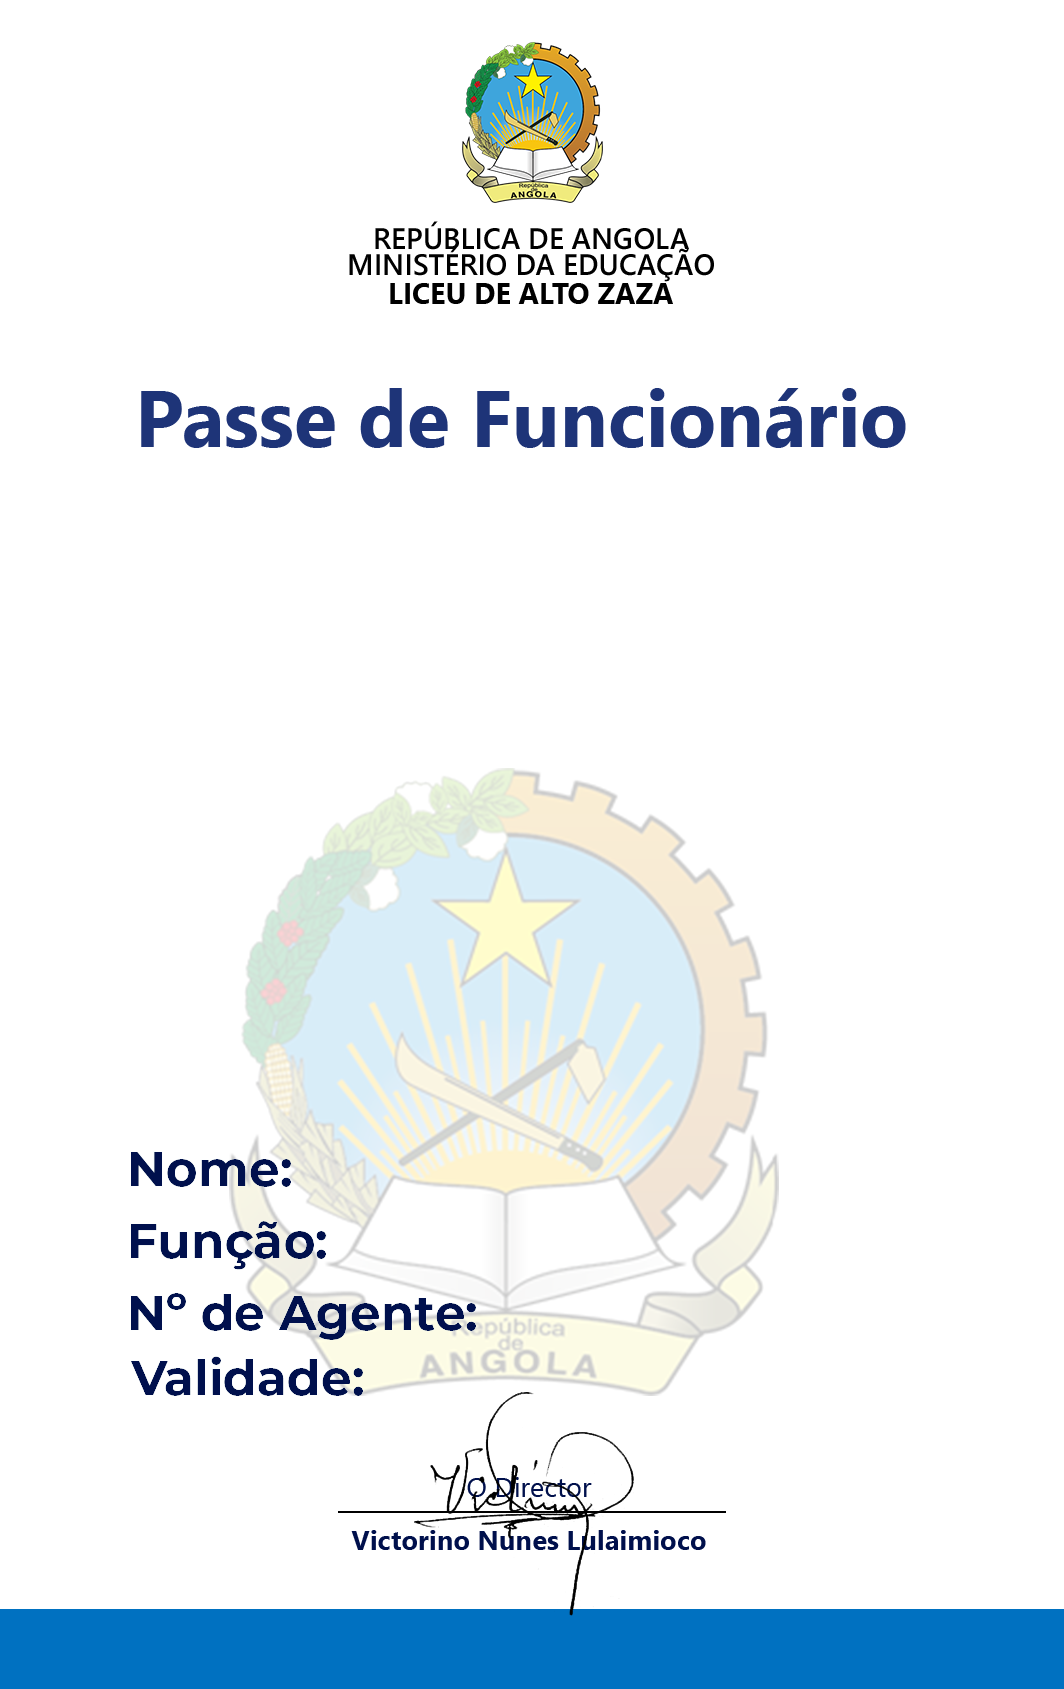 República
de
ANGOLA
REPÚBLICA DE ANGOLA
MINISTÉRIO DA EDUCAÇÃO
LICEU DE ALTO ZAZA
Passe de Funcionário
Nome:
Função:
Nº de Agente:
República
de
ANGOLA
Validade:
O Director
Victorino Nunes Lulaimioco